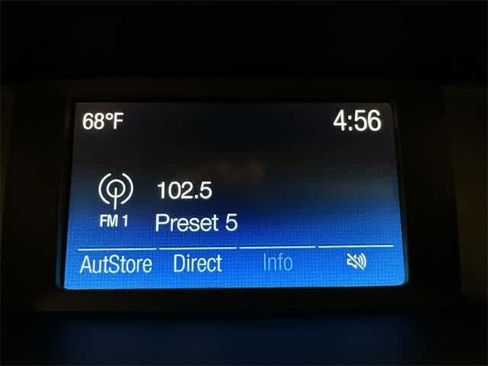 68°F 4:56
102.5
FM 1 Preset 5
AutStore Direct Info